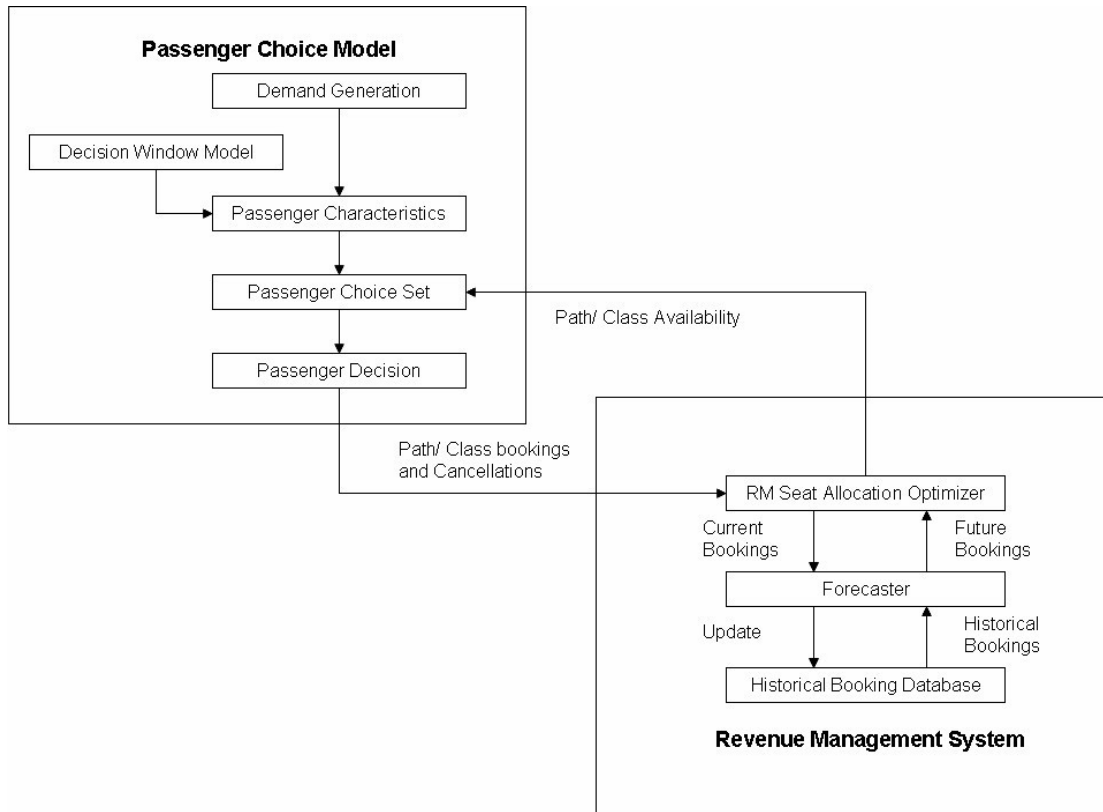 Passenger Choice Model
Demand Generation
Decision Window Model
Passenger Characteristics
Passenger Choice Set
Path/ Class Availability
Passenger Decision
Path/ Class bookings
and Cancellations
RM Seat Allocation Optimizer
Current
Bookings
Future
Bookings
Forecaster
Update
Historical
Bookings
Historical Booking Database
Revenue Management System